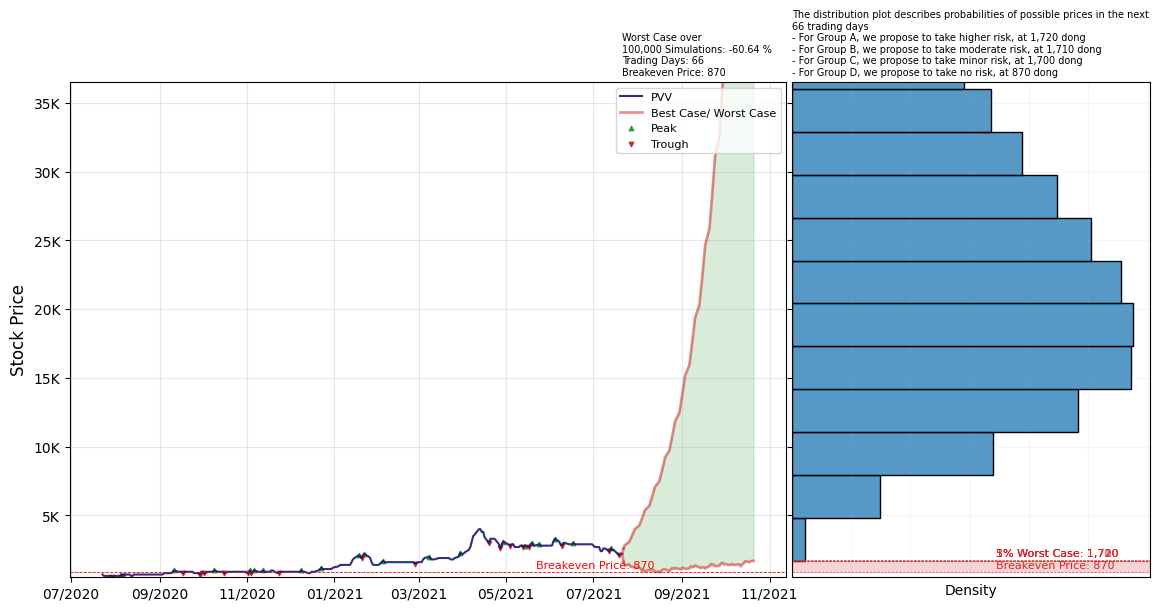 The distribution plot describes probabilities of possible prices in the next
66 trading days
- For Group A, we propose to take higher risk, at 1,720 dong
- For Group B, we propose to take moderate risk, at 1,710 dong
- For Group C, we propose to take minor risk, at 1,700 dong
- For Group D, we propose to take no risk, at 870 dong
Worst Case over
100,000 Simulations: -60.64 %
Trading Days: 66
Breakeven Price: 870
PVV
Best Case/ Worst Case
Peak
Trough
Stock Price
35K
30K
25K
20K
15K
10K
5K
Breakeven Price: 870
% Worst Case: 1,7
Breakeven Price: 870
07/2020
09/2020
11/2020
01/2021
03/2021
05/2021
07/2021
09/2021
11/2021
Density